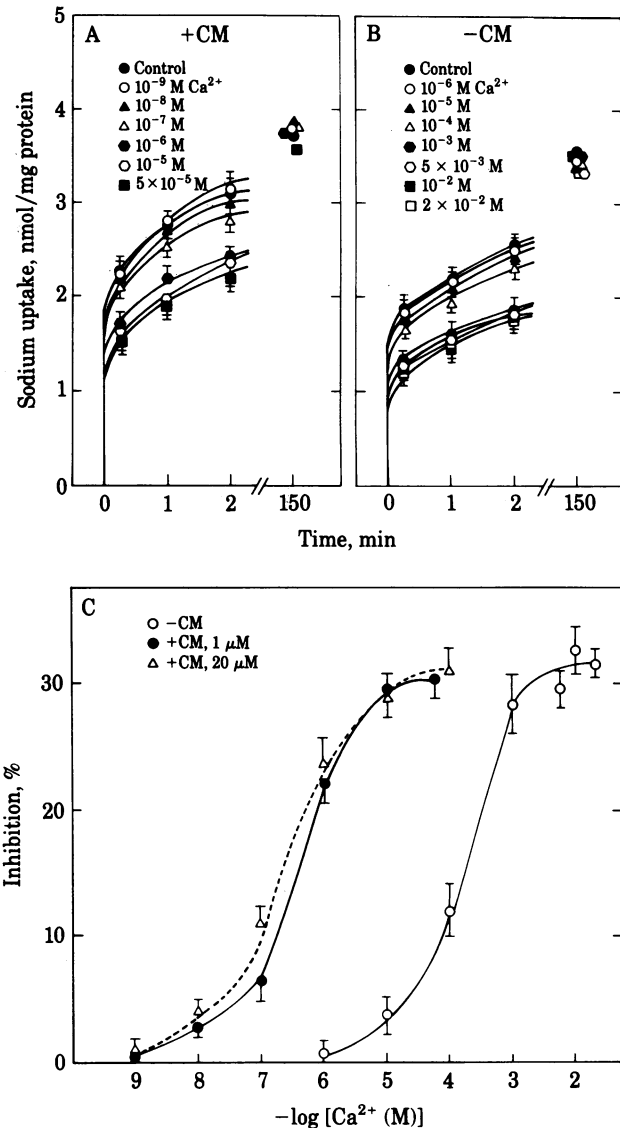 A
+CM
Control
10⁻⁹ M Ca²⁺
10⁻⁸ M
10⁻⁷ M
10⁻⁶ M
10⁻⁵ M
5×10⁻⁵ M
B
−CM
Control
10⁻⁶ M Ca²⁺
10⁻⁵ M
10⁻⁴ M
10⁻³ M
5 × 10⁻³ M
10⁻² M
2 × 10⁻² M
Sodium uptake, nmol/mg protein
5
4
3
2
1
0
0 1 2 150
0 1 2 150
Time, min
C
−CM
+CM, 1 μM
+CM, 20 μM
Inhibition, %
30
20
10
0
9 8 7 6 5 4 3 2
−log [Ca²⁺ (M)]